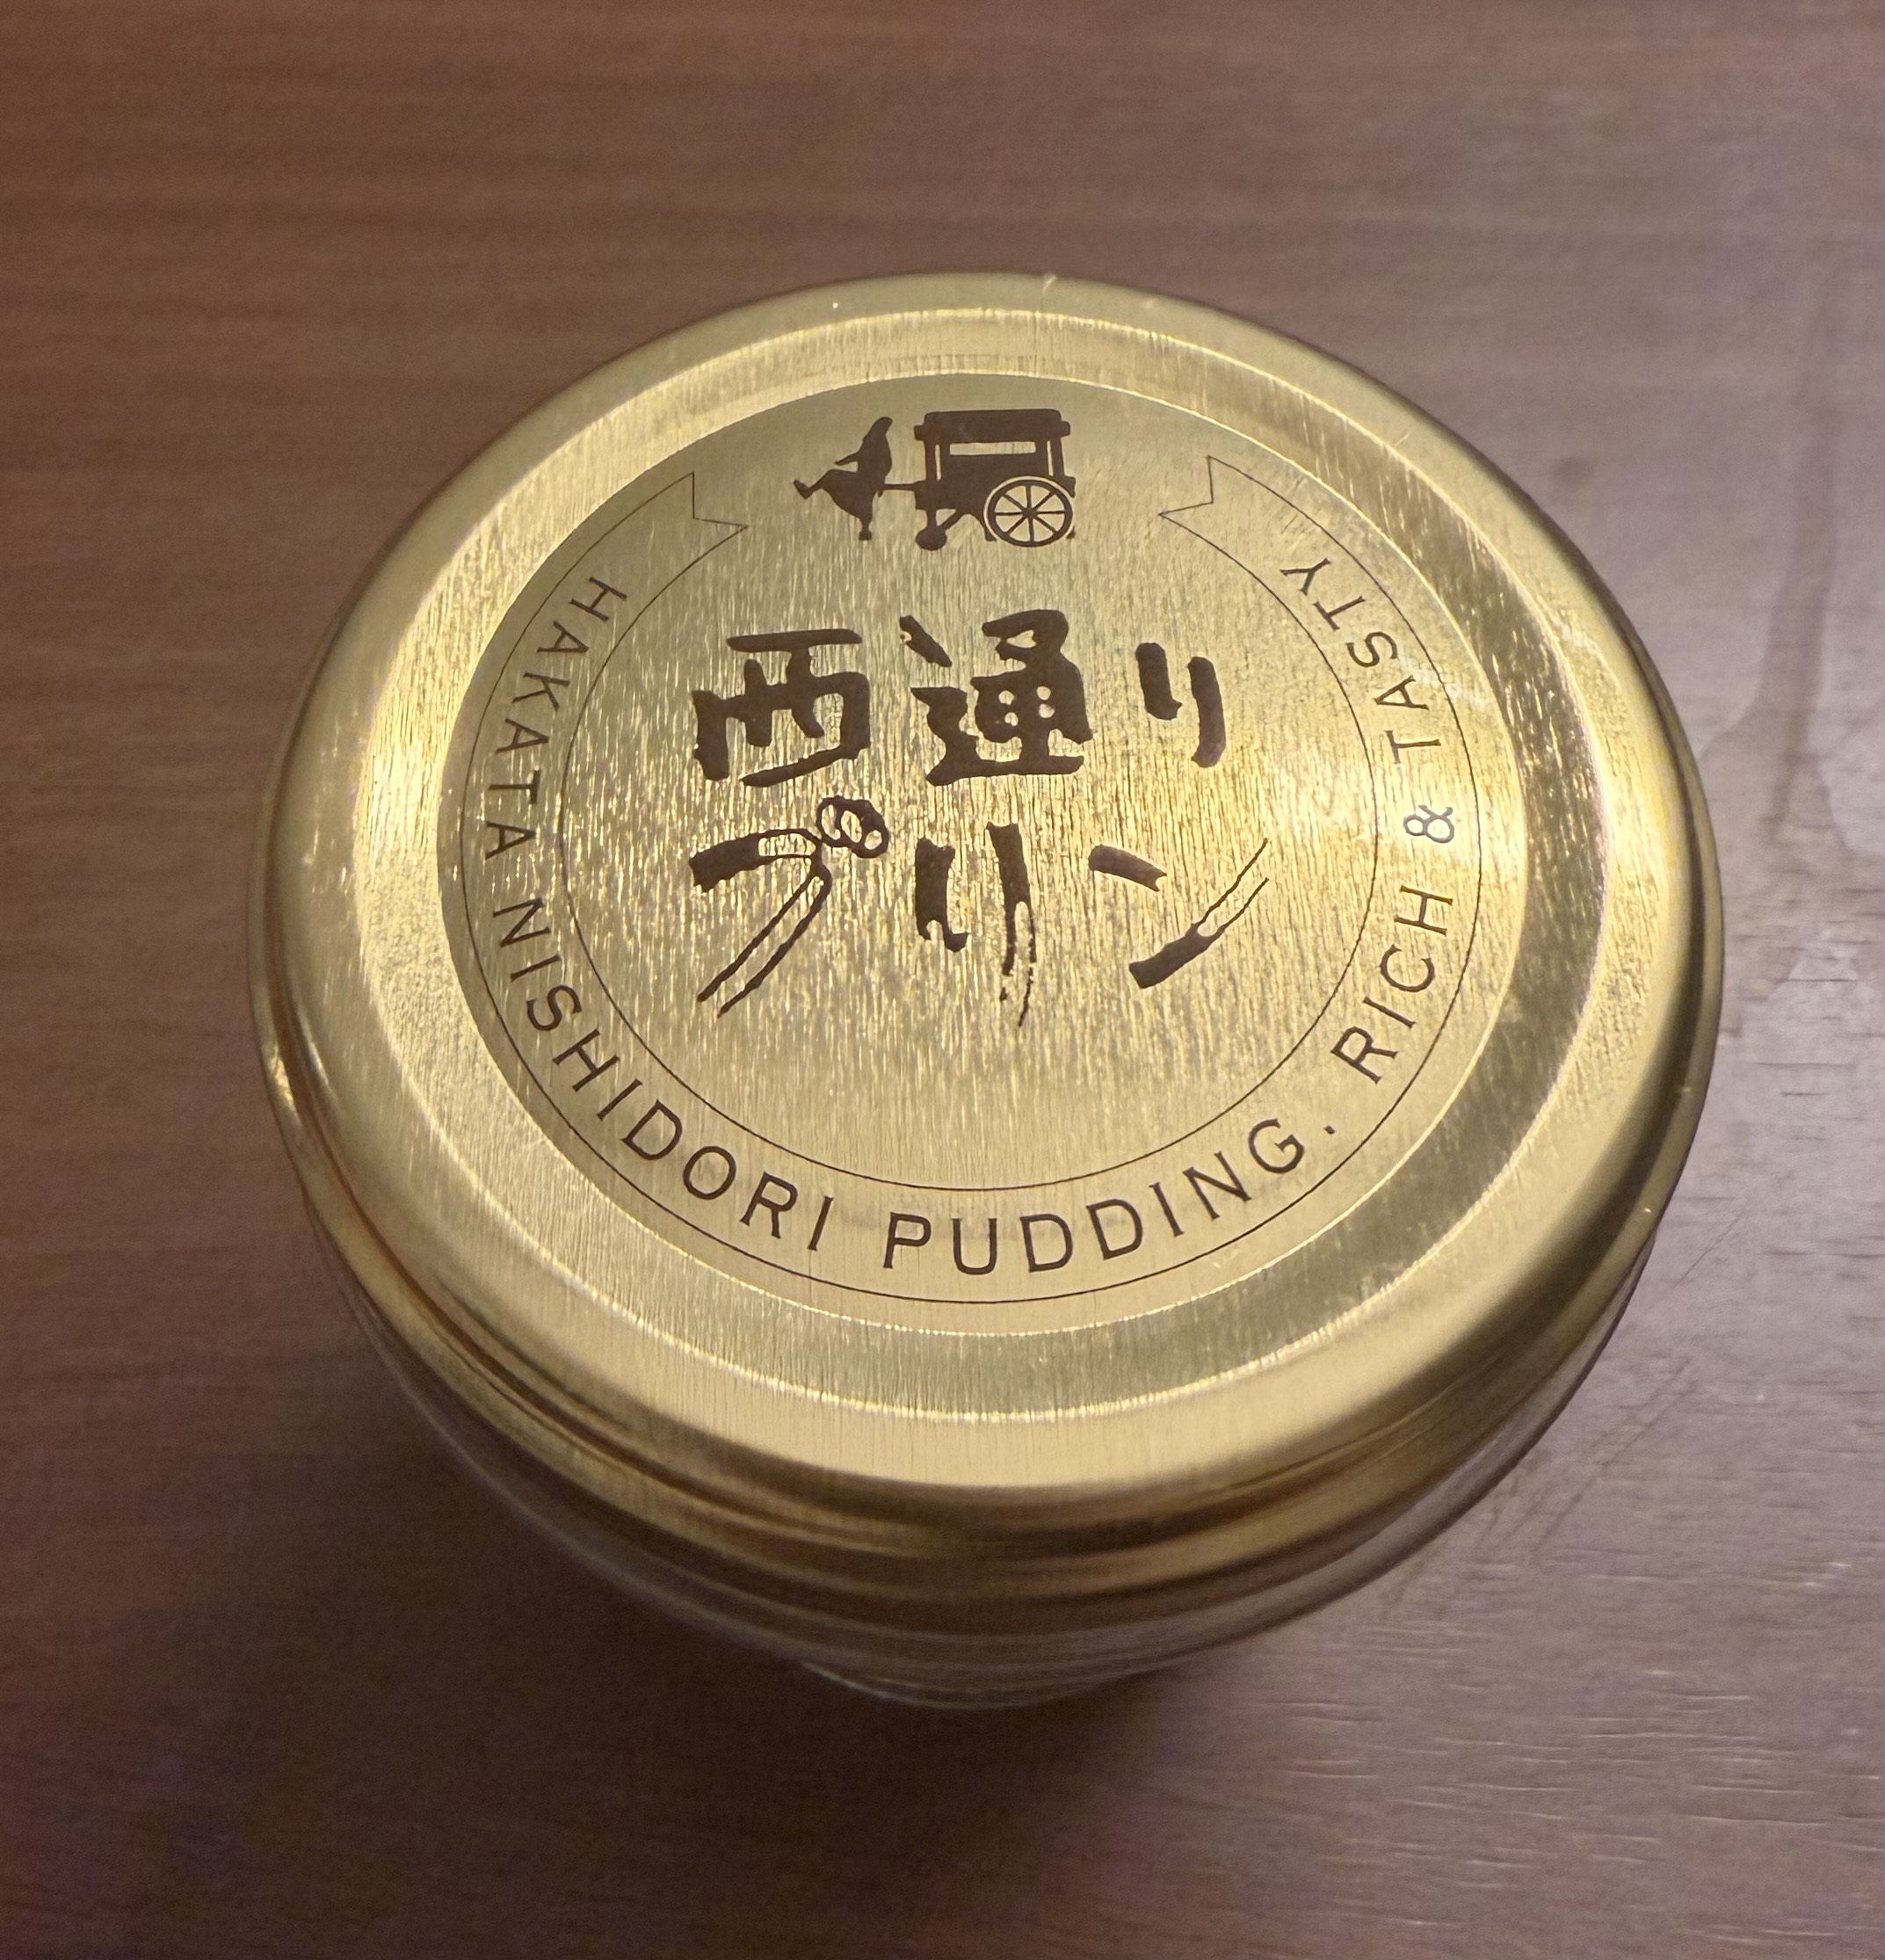 西通り
プリン
HAKATA NISHIDORI PUDDING. RICH & TASTY